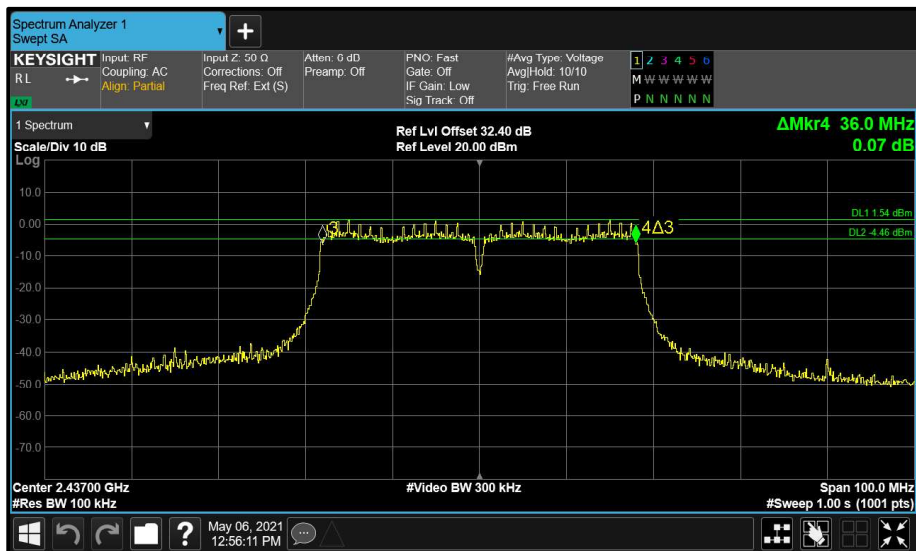 Spectrum Analyzer 1
Swept SA
KEYSIGHT
RL
LXI
Input: RF
Coupling: AC
Align: Partial
Input Z: 50 Ω
Corrections: Off
Freq Ref: Ext (S)
Atten: 6 dB
Preamp: Off
PNO: Fast
Gate: Off
IF Gain: Low
Sig Track: Off
#Avg Type: Voltage
Avg|Hold: 10/10
Trig: Free Run
1 2 3 4 5 6
M W W W W W
P N N N N N
1 Spectrum
Scale/Div 10 dB
Log
Ref Lvl Offset 32.40 dB
Ref Level 20.00 dBm
ΔMkr4 36.0 MHz
0.07 dB
10.0
0.00
-10.0
-20.0
-30.0
-40.0
-50.0
-60.0
-70.0
DL1 1.54 dBm
DL2 -4.46 dBm
3
4Δ3
Center 2.43700 GHz
#Res BW 100 kHz
#Video BW 300 kHz
Span 100.0 MHz
#Sweep 1.00 s (1001 pts)
?
May 06, 2021
12:56:11 PM